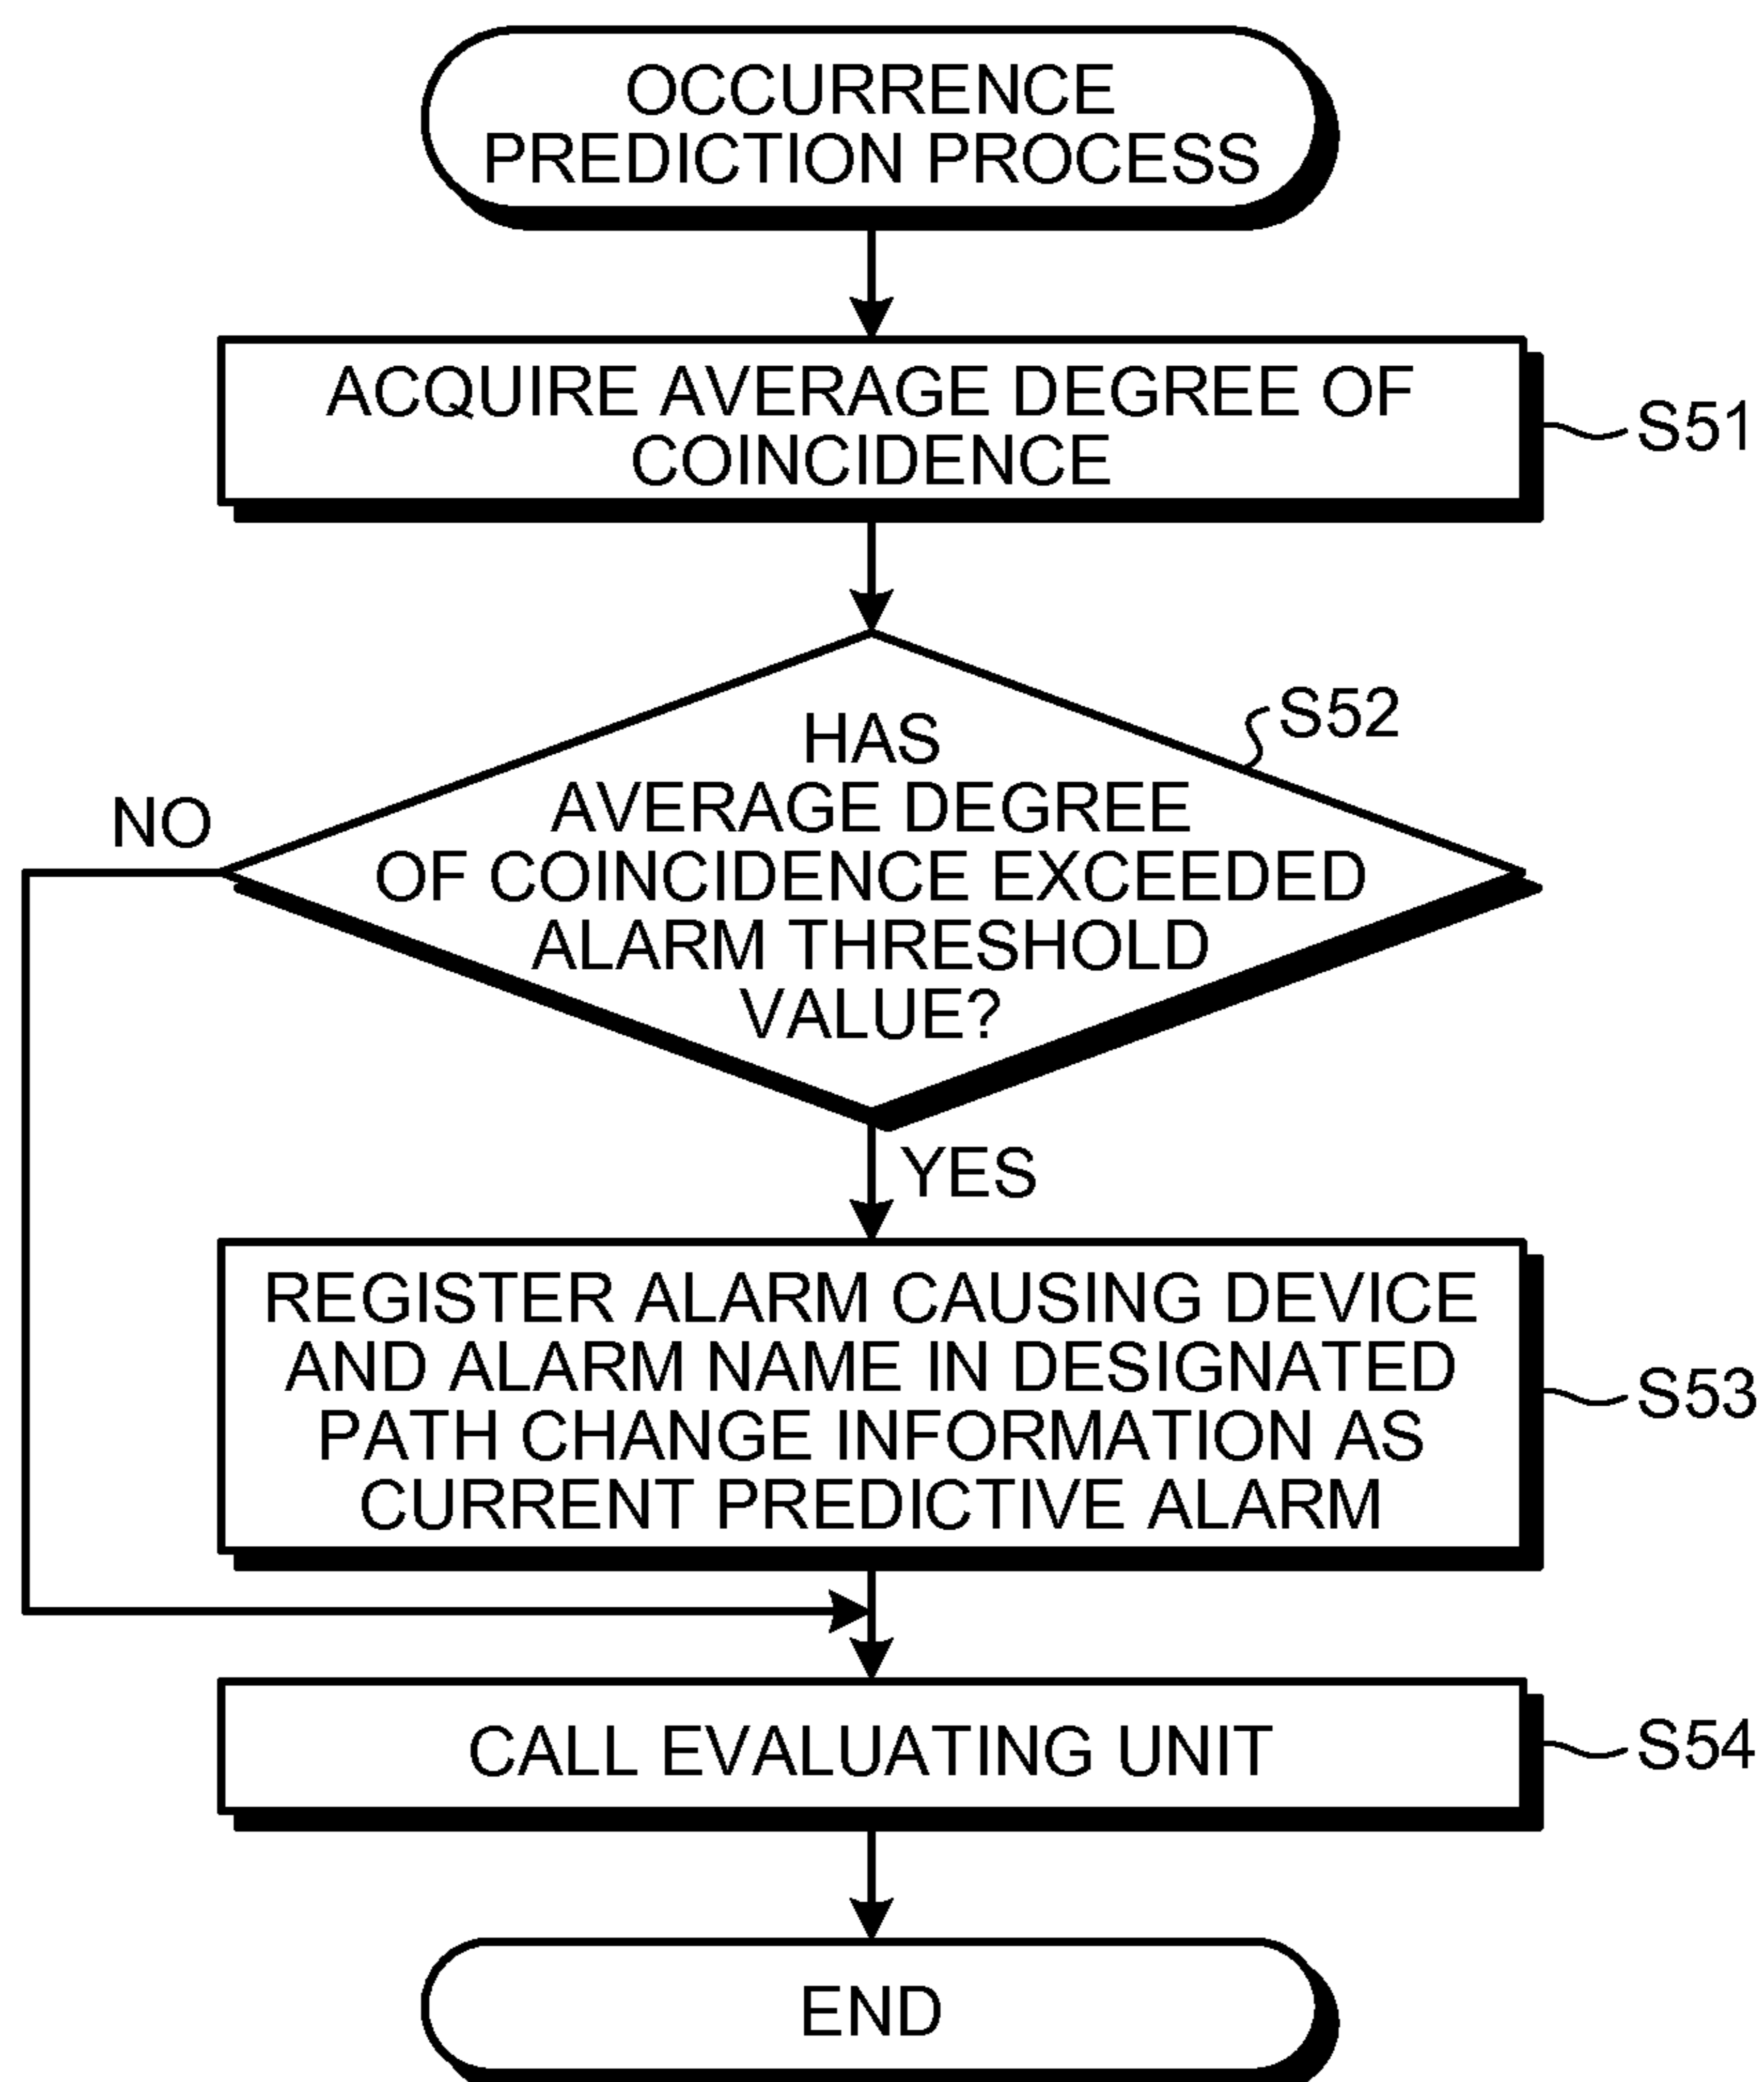 OCCURRENCE
PREDICTION PROCESS
ACQUIRE AVERAGE DEGREE OF
COINCIDENCE
S51
S52
HAS
AVERAGE DEGREE
OF COINCIDENCE EXCEEDED
ALARM THRESHOLD
VALUE?
NO
YES
REGISTER ALARM CAUSING DEVICE
AND ALARM NAME IN DESIGNATED
PATH CHANGE INFORMATION AS
CURRENT PREDICTIVE ALARM
S53
CALL EVALUATING UNIT
S54
END